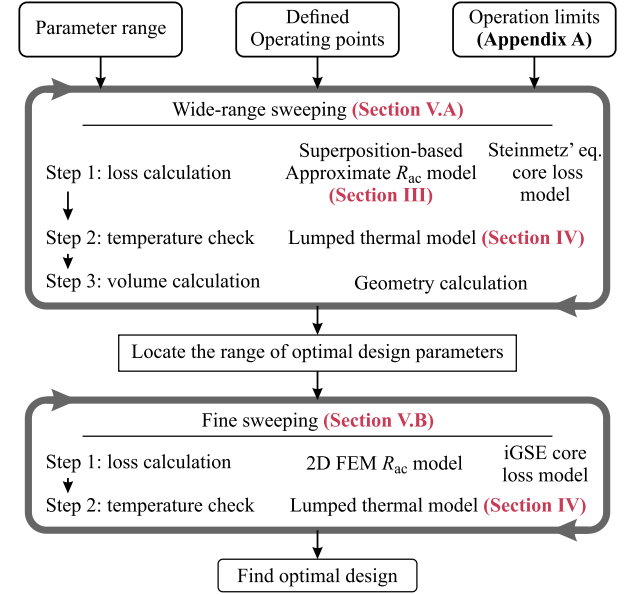 Parameter range
Defined
Operating points
Operation limits
(Appendix A)
Wide-range sweeping (Section V.A)
Step 1: loss calculation
Superposition-based
Approximate Rac model
(Section III)
Steinmetz' eq.
core loss
model
Step 2: temperature check
Lumped thermal model (Section IV)
Step 3: volume calculation
Geometry calculation
Locate the range of optimal design parameters
Fine sweeping (Section V.B)
Step 1: loss calculation
2D FEM Rac model
iGSE core
loss model
Step 2: temperature check
Lumped thermal model (Section IV)
Find optimal design